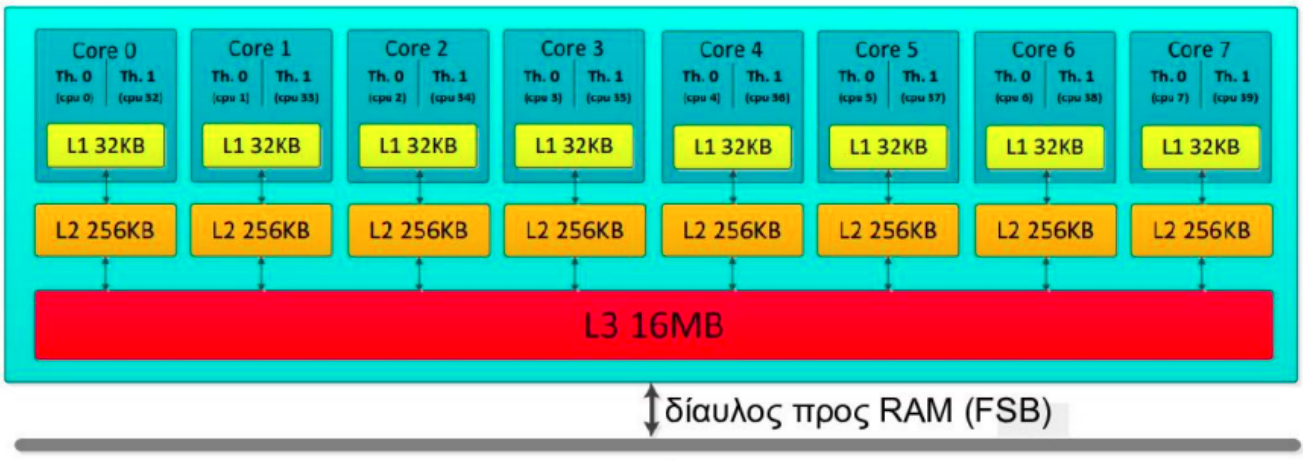 Core 0 Core 1 Core 2 Core 3 Core 4 Core 5 Core 6 Core 7
Th. 0 Th. 1 Th. 0 Th. 1 Th. 0 Th. 1 Th. 0 Th. 1 Th. 0 Th. 1 Th. 0 Th. 1 Th. 0 Th. 1 Th. 0 Th. 1
(cpu 0) (cpu 32) (cpu 1) (cpu 33) (cpu 2) (cpu 34) (cpu 3) (cpu 35) (cpu 4) (cpu 36) (cpu 5) (cpu 37) (cpu 6) (cpu 38) (cpu 7) (cpu 39)
L1 32KB L1 32KB L1 32KB L1 32KB L1 32KB L1 32KB L1 32KB L1 32KB
L2 256KB L2 256KB L2 256KB L2 256KB L2 256KB L2 256KB L2 256KB L2 256KB
L3 16MB
δίαυλος προς RAM (FSB)